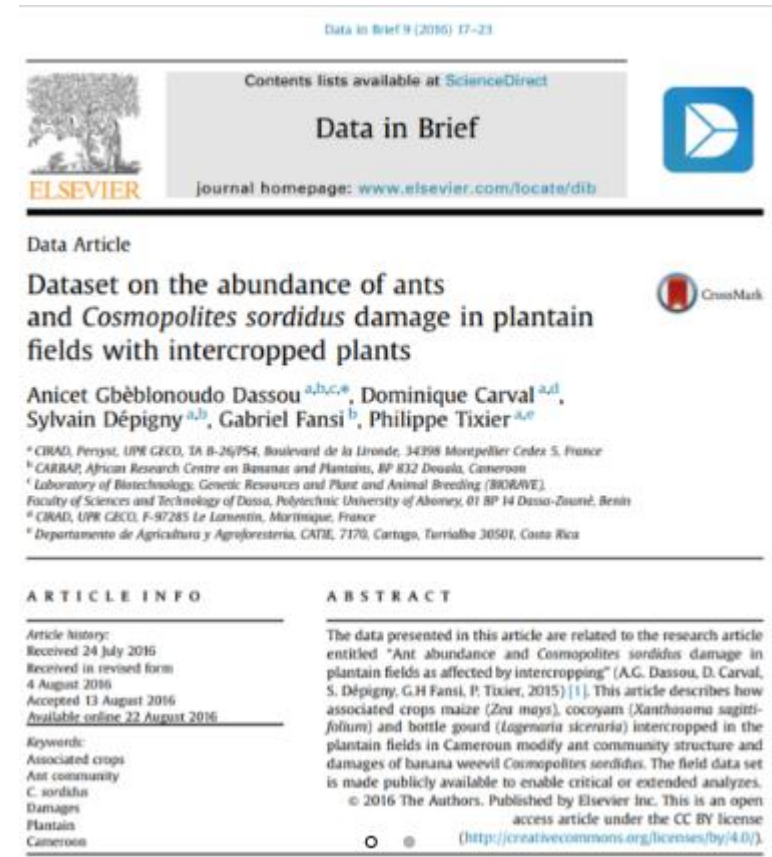 Data in Brief 9 (2016) 17–23
Contents lists available at ScienceDirect
Data in Brief
ELSEVIER
journal homepage: www.elsevier.com/locate/dib
Data Article
Dataset on the abundance of ants
and Cosmopolites sordidus damage in plantain
fields with intercropped plants
CrossMark
Anicet Gbèblonoudo Dassou a,b,c,*, Dominique Carval a,d,
Sylvain Dépigny a,b, Gabriel Fansi b, Philippe Tixier a,e
a CIRAD, Persyst, UPR GECO, TA B-26/PS4, Boulevard de la Lironde, 34398 Montpellier Cedex 5, France
b CARBAP, African Research Centre on Bananas and Plantains, BP 832 Douala, Cameroon
c Laboratory of Biotechnology, Genetic Resources and Plant and Animal Breeding (BIORAVE),
Faculty of Sciences and Technology of Dassa, Polytechnic University of Abomey, 01 BP 14 Dassa-Zoumé, Benin
d CIRAD, UPR GECO, F-97285 Le Lamentin, Martinique, France
e Departamento de Agricultura y Agroforesteria, CATIE, 7170, Cartago, Turrialba 30501, Costa Rica
ARTICLE INFO
Article history:
Received 24 July 2016
Received in revised form
4 August 2016
Accepted 13 August 2016
Available online 22 August 2016
Keywords:
Associated crops
Ant community
C. sordidus
Damages
Plantain
Cameroon
ABSTRACT
The data presented in this article are related to the research article
entitled "Ant abundance and Cosmopolites sordidus damage in
plantain fields as affected by intercropping" (A.G. Dassou, D. Carval,
S. Dépigny, G.H Fansi, P. Tixier, 2015) [1]. This article describes how
associated crops maize (Zea mays), cocoyam (Xanthosoma sagitti-
folium) and bottle gourd (Lagenaria siceraria) intercropped in the
plantain fields in Cameroun modify ant community structure and
damages of banana weevil Cosmopolites sordidus. The field data set
is made publicly available to enable critical or extended analyzes.
© 2016 The Authors. Published by Elsevier Inc. This is an open
access article under the CC BY license
(http://creativecommons.org/licenses/by/4.0/).